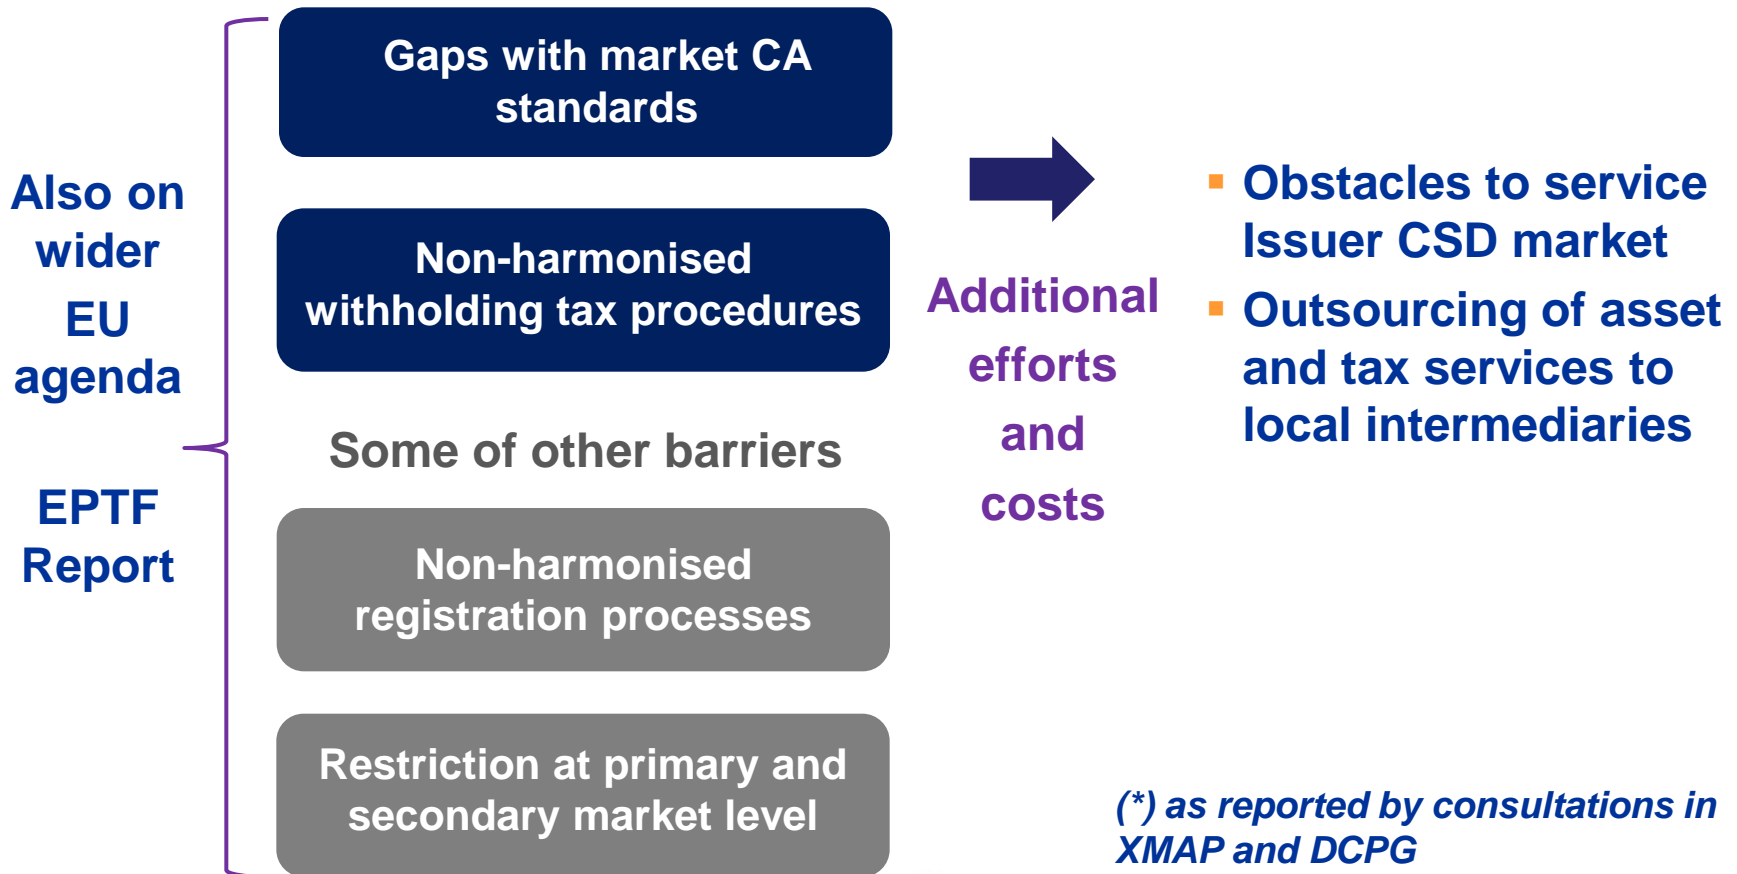 Also on
wider
EU
agenda
EPTF
Report
Gaps with market CA
standards
Non-harmonised
withholding tax procedures
Some of other barriers
Non-harmonised
registration processes
Restriction at primary and
secondary market level
Additional
efforts
and
costs
▪ Obstacles to service
Issuer CSD market
▪ Outsourcing of asset
and tax services to
local intermediaries
(*) as reported by consultations in
XMAP and DCPG